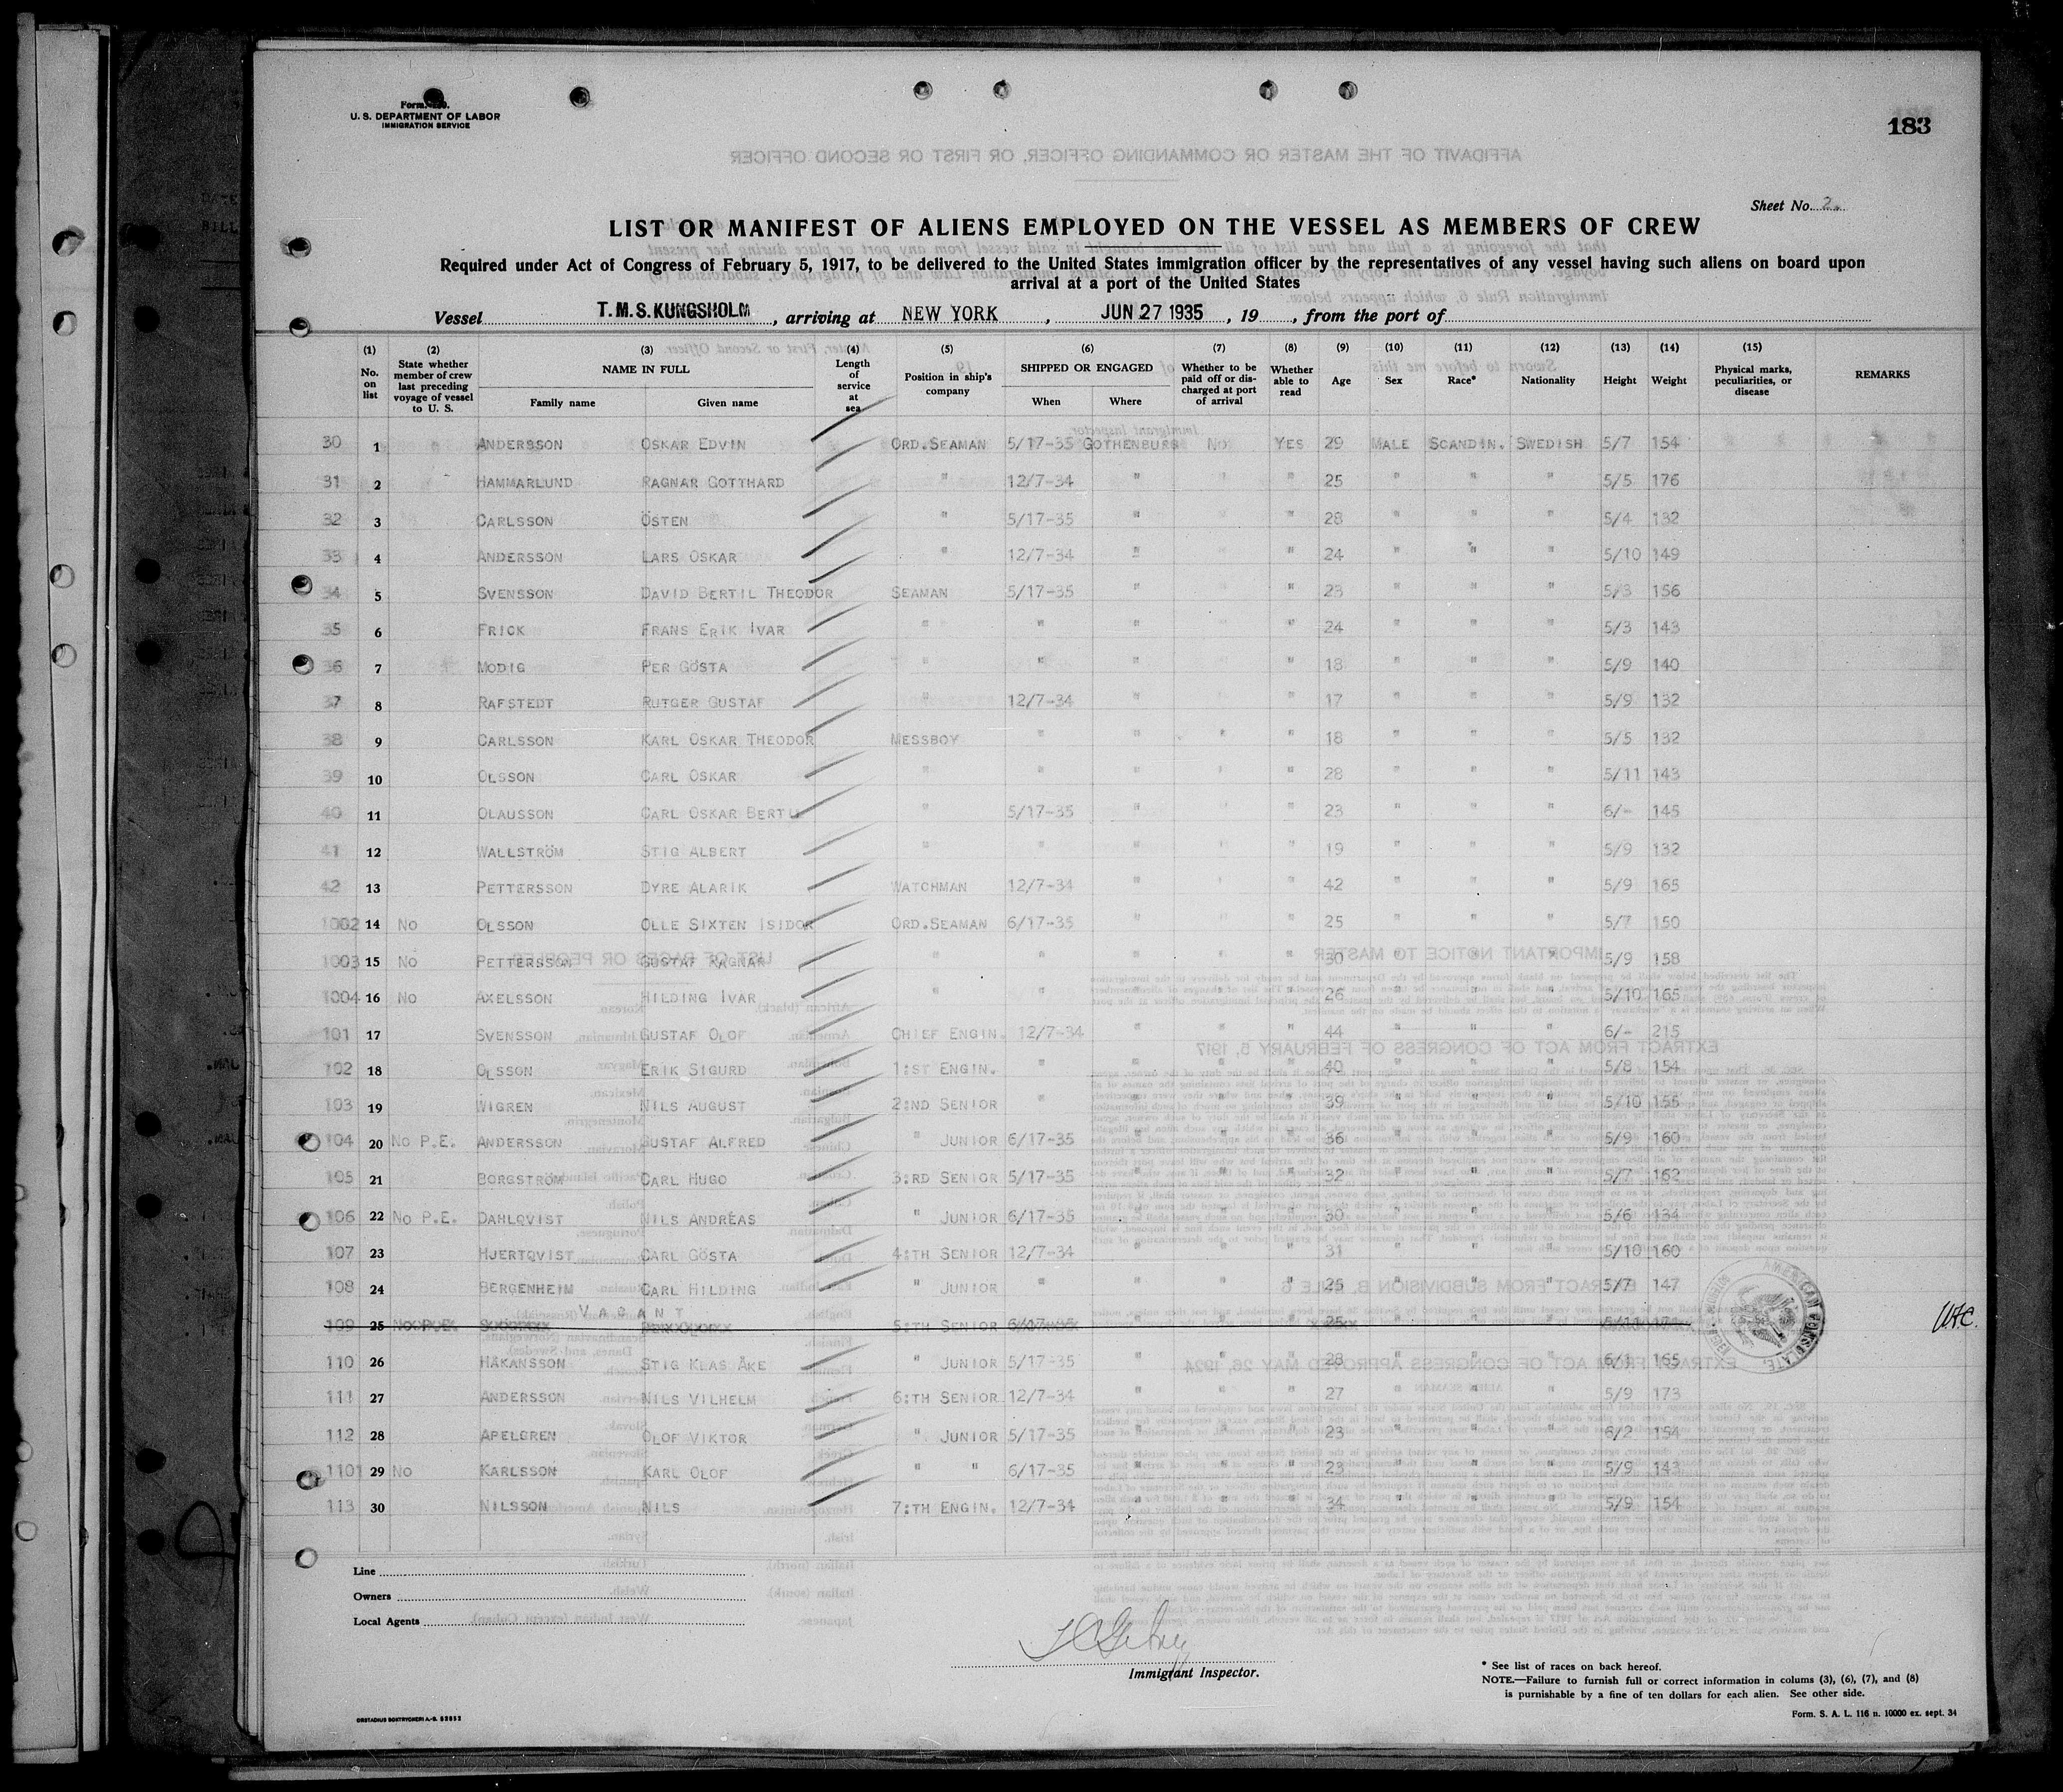 Form 689.
U. S. DEPARTMENT OF LABOR
IMMIGRATION SERVICE
183
Sheet No. 2.
LIST OR MANIFEST OF ALIENS EMPLOYED ON THE VESSEL AS MEMBERS OF CREW
Required under Act of Congress of February 5, 1917, to be delivered to the United States immigration officer by the representatives of any vessel having such aliens on board upon
arrival at a port of the United States
Vessel T.M.S. KUNGSHOLM, arriving at NEW YORK, JUN 27 1935, 19 , from the port of
(1) (2) (3) (4) (5) (6) (7) (8) (9) (10) (11) (12) (13) (14) (15)
No. on list State whether member of crew last preceding voyage of vessel to U. S. NAME IN FULL Family name Given name Length of service at sea Position in ship's company SHIPPED OR ENGAGED When Where Whether to be paid off or discharged at port of arrival Whether able to read Age Sex Race* Nationality Height Weight Physical marks, peculiarities, or disease REMARKS
30 1 ANDERSSON OSKAR EDVIN ORD.SEAMAN 5/17-35 GOTHENBURG NO YES 29 MALE SCANDIN. SWEDISH 5/7 154
31 2 HAMMARLUND RAGNAR GOTTHARD " 12/7-34 " " " 25 " " " 5/5 176
32 3 CARLSSON ÖSTEN " 5/17-35 " " " 28 " " " 5/4 132
33 4 ANDERSSON LARS OSKAR " 12/7-34 " " " 24 " " " 5/10 149
34 5 SVENSSON DAVID BERTIL THEODOR SEAMAN 5/17-35 " " " 23 " " " 5/3 156
35 6 FRICK FRANS ERIK IVAR " " " " " 24 " " " 5/3 143
36 7 MODIG PER GÖSTA " " " " " 18 " " " 5/9 140
37 8 RAFSTEDT RUTGER GUSTAF " 12/7-34 " " " 17 " " " 5/9 132
38 9 CARLSSON KARL OSKAR THEODOR MESSBOY " " " " 18 " " " 5/5 132
39 10 OLSSON CARL OSKAR " " " " " 28 " " " 5/11 143
40 11 OLAUSSON CARL OSKAR BERTIL " 5/17-35 " " " 23 " " " 6/- 145
41 12 WALLSTRÖM STIG ALBERT " " " " " 19 " " " 5/9 132
42 13 PETTERSSON DYRE ALARIK WATCHMAN 12/7-34 " " " 42 " " " 5/9 165
1002 14 NO OLSSON OLLE SIXTEN ISIDOR ORD.SEAMAN 6/17-35 " " " 25 " " " 5/7 150
1003 15 NO PETTERSSON GUSTAF RAGNAR " " " " " 30 " " " 5/9 158
1004 16 NO AXELSSON HILDING IVAR " " " " " 26 " " " 5/10 165
101 17 SVENSSON GUSTAF OLOF CHIEF ENGIN. 12/7-34 " " " 44 " " " 6/- 215
102 18 OLSSON ERIK SIGURD 1:ST ENGIN. " " " " 40 " " " 5/8 154
103 19 WIGREN NILS AUGUST 2:ND SENIOR " " " " 39 " " " 5/10 155
104 20 NO P.E. ANDERSSON GUSTAF ALFRED " JUNIOR 6/17-35 " " " 36 " " " 5/9 160
105 21 BORGSTRÖM CARL HUGO 3:RD SENIOR 5/17-35 " " " 32 " " " 5/7 162
106 22 NO P.E. DAHLQVIST NILS ANDRÉAS " JUNIOR 6/17-35 " " " 30 " " " 5/6 134
107 23 HJERTQVIST CARL GÖSTA 4:TH SENIOR 12/7-34 " " " 31 " " " 5/10 160
108 24 BERGENHEIM CARL HILDING " JUNIOR " " " " 25 " " " 5/7 147
VACANT
109 25 NO P.E. 5:TH SENIOR 6/17-35
110 26 HÅKANSSON STIG KLAS ÅKE " JUNIOR 5/17-35 " " " 28 " " " 6/1 165
111 27 ANDERSSON NILS VILHELM 6:TH SENIOR 12/7-34 " " " 27 " " " 5/9 173
112 28 APELGREN OLOF VIKTOR " JUNIOR 5/17-35 " " " 23 " " " 6/2 154
1101 29 NO KARLSSON KARL OLOF " " 6/17-35 " " " 23 " " " 5/9 143
113 30 NILSSON NILS 7:TH ENGIN. 12/7-34 " " " 34 " " " 5/9 154
AMERICAN CONSULATE
Line
Owners
Local Agents
Immigrant Inspector.
* See list of races on back hereof.
NOTE.—Failure to furnish full or correct information in colums (3), (6), (7), and (8)
is purnishable by a fine of ten dollars for each alien. See other side.
Form. S. A. L. 116 n. 10000 ex. sept. 34